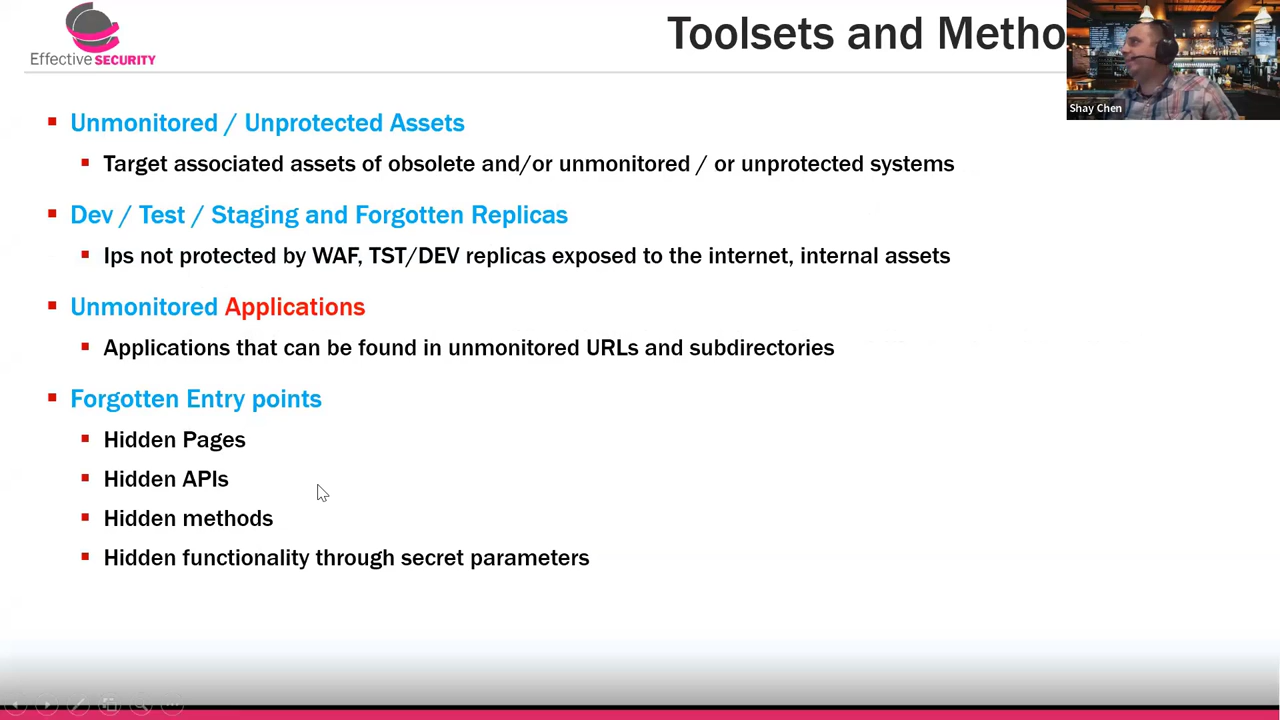 Effective SECURITY
Toolsets and Metho
Shay Chen
Unmonitored / Unprotected Assets
Target associated assets of obsolete and/or unmonitored / or unprotected systems
Dev / Test / Staging and Forgotten Replicas
Ips not protected by WAF, TST/DEV replicas exposed to the internet, internal assets
Unmonitored Applications
Applications that can be found in unmonitored URLs and subdirectories
Forgotten Entry points
Hidden Pages
Hidden APIs
Hidden methods
Hidden functionality through secret parameters